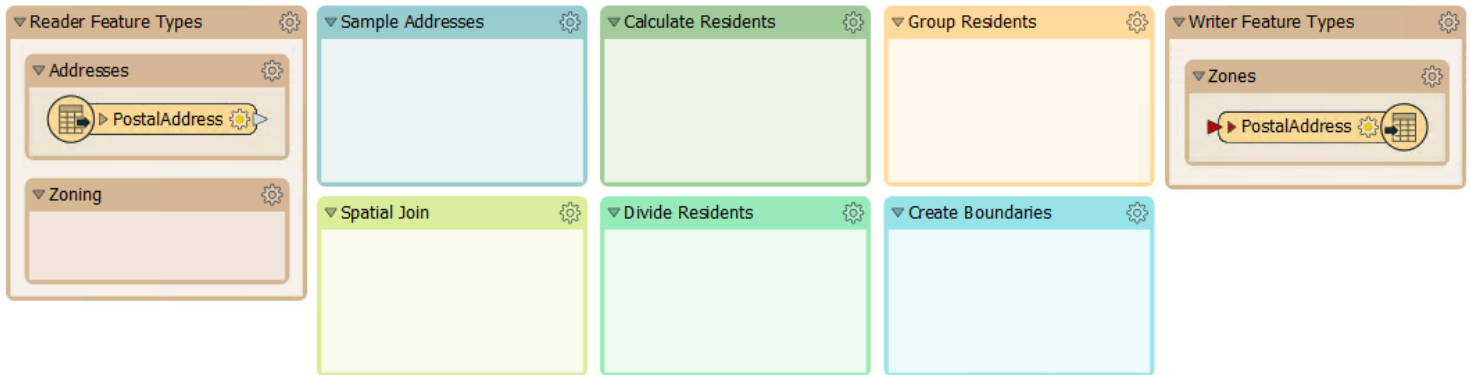 Reader Feature Types
Addresses
PostalAddress
Zoning
Sample Addresses
Spatial Join
Calculate Residents
Divide Residents
Group Residents
Create Boundaries
Writer Feature Types
Zones
PostalAddress